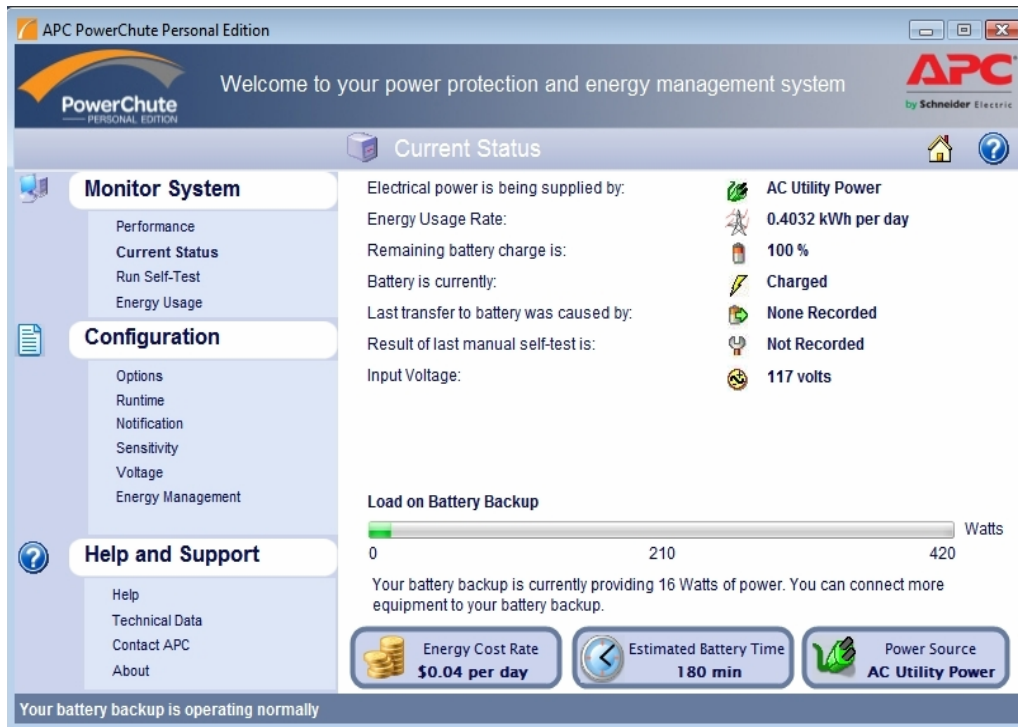 APC PowerChute Personal Edition
PowerChute
PERSONAL EDITION
Welcome to your power protection and energy management system
APC
by Schneider Electric
Current Status
Monitor System
Performance
Current Status
Run Self-Test
Energy Usage
Configuration
Options
Runtime
Notification
Sensitivity
Voltage
Energy Management
Help and Support
Help
Technical Data
Contact APC
About
Electrical power is being supplied by: AC Utility Power
Energy Usage Rate: 0.4032 kWh per day
Remaining battery charge is: 100 %
Battery is currently: Charged
Last transfer to battery was caused by: None Recorded
Result of last manual self-test is: Not Recorded
Input Voltage: 117 volts
Load on Battery Backup
Watts
0 210 420
Your battery backup is currently providing 16 Watts of power. You can connect more
equipment to your battery backup.
Energy Cost Rate
$0.04 per day
Estimated Battery Time
180 min
Power Source
AC Utility Power
Your battery backup is operating normally